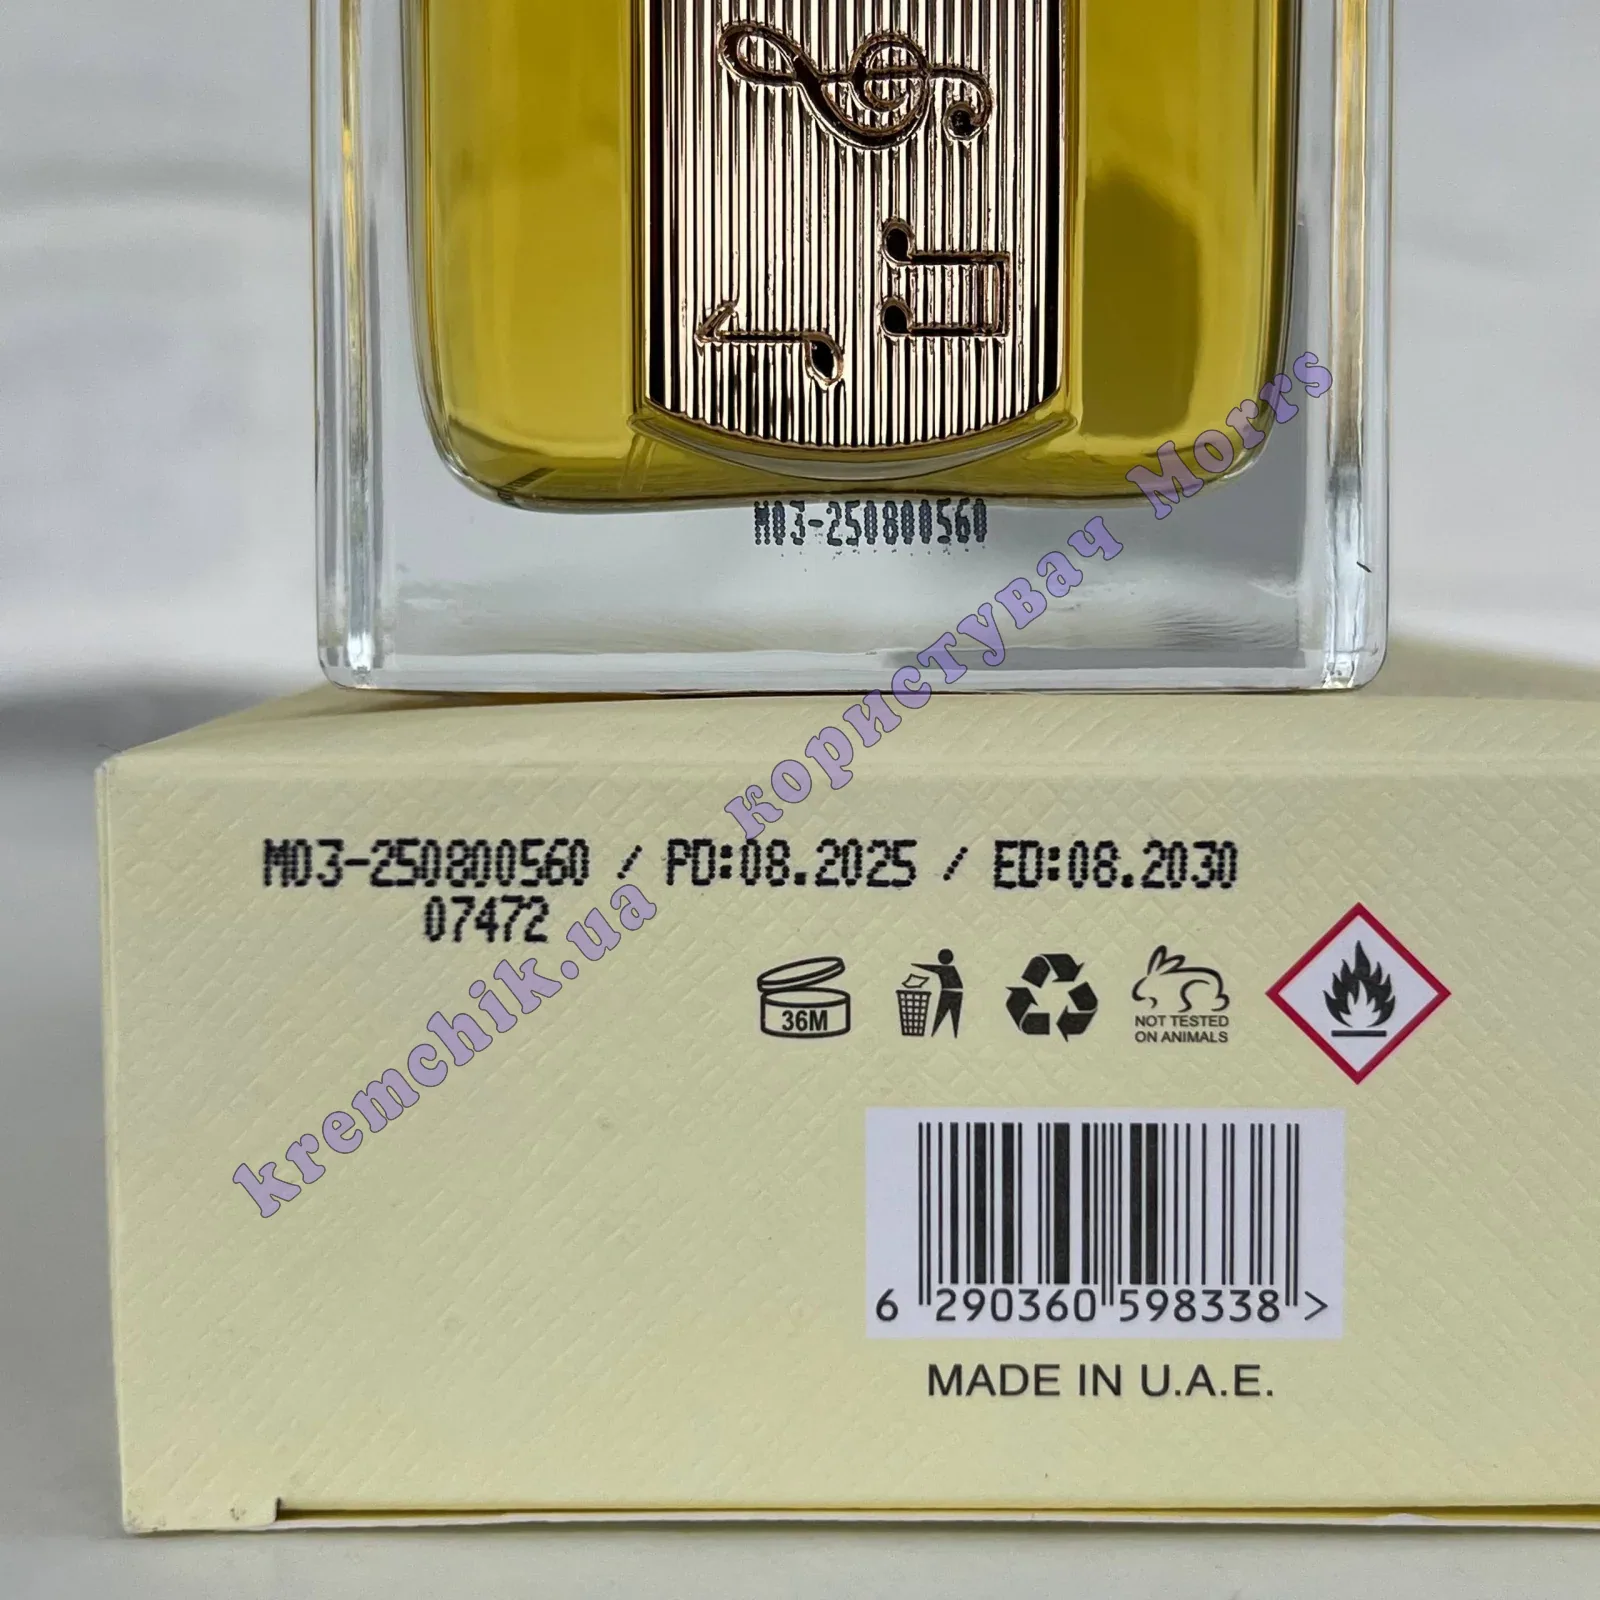 M03-250800560
M03-250800560 / PD:08.2025 / ED:08.2030
07472
36M
NOT TESTED
ON ANIMALS
6 290360 598338 >
MADE IN U.A.E.
kremchik.ua користувач Morrs